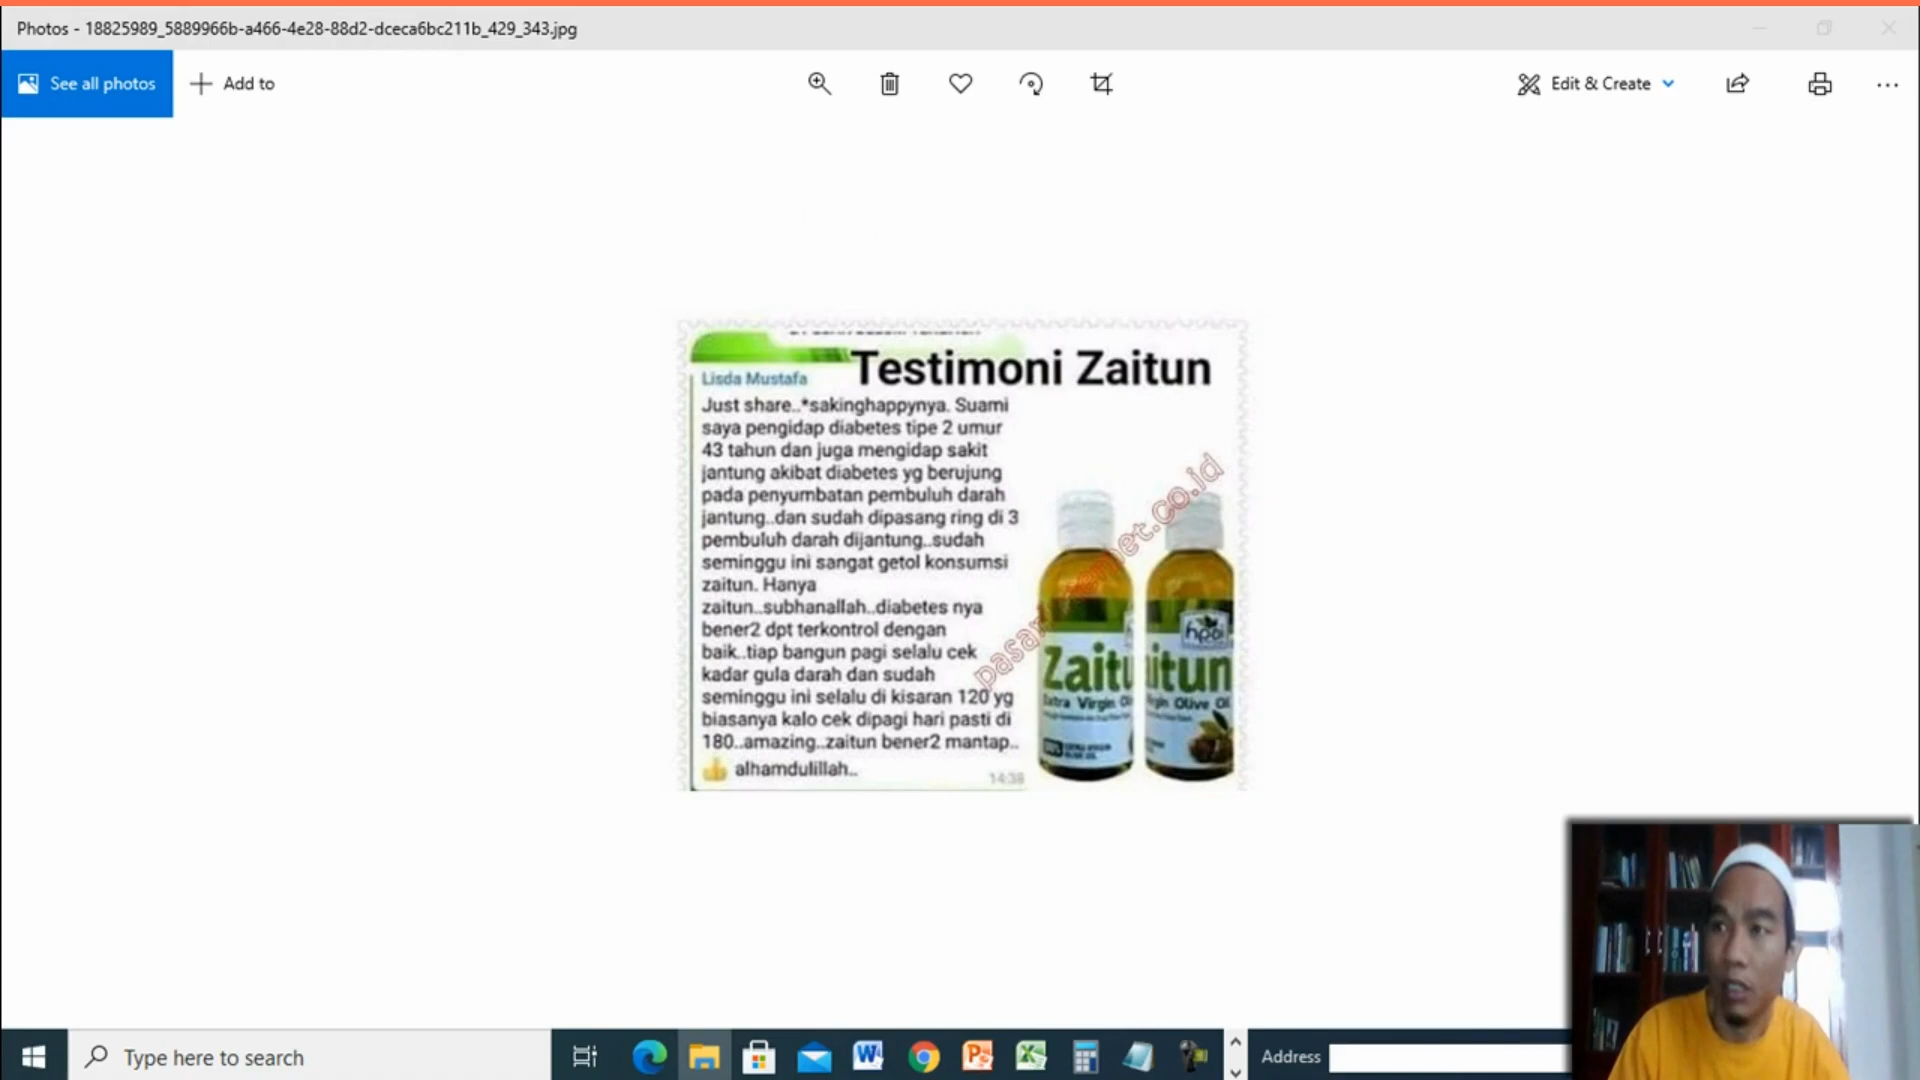 Photos - 18825989_5889966b-a466-4e28-88d2-dceca6bc211b_429_343.jpg
See all photos
Add to
Edit & Create
Testimoni Zaitun
Lisda Mustafa
Just share..*sakinghappynya. Suami
saya pengidap diabetes tipe 2 umur
43 tahun dan juga mengidap sakit
jantung akibat diabetes yg berujung
pada penyumbatan pembuluh darah
jantung..dan sudah dipasang ring di 3
pembuluh darah dijantung..sudah
seminggu ini sangat getol konsumsi
zaitun. Hanya
zaitun..subhanallah..diabetes nya
bener2 dpt terkontrol dengan
baik..tiap bangun pagi selalu cek
kadar gula darah dan sudah
seminggu ini selalu di kisaran 120 yg
biasanya kalo cek dipagi hari pasti di
180..amazing..zaitun bener2 mantap..
alhamdulillah..
14:38
hpai
Zaitu
itun
Extra Virgin
Virgin Olive Oil
Type here to search
Address